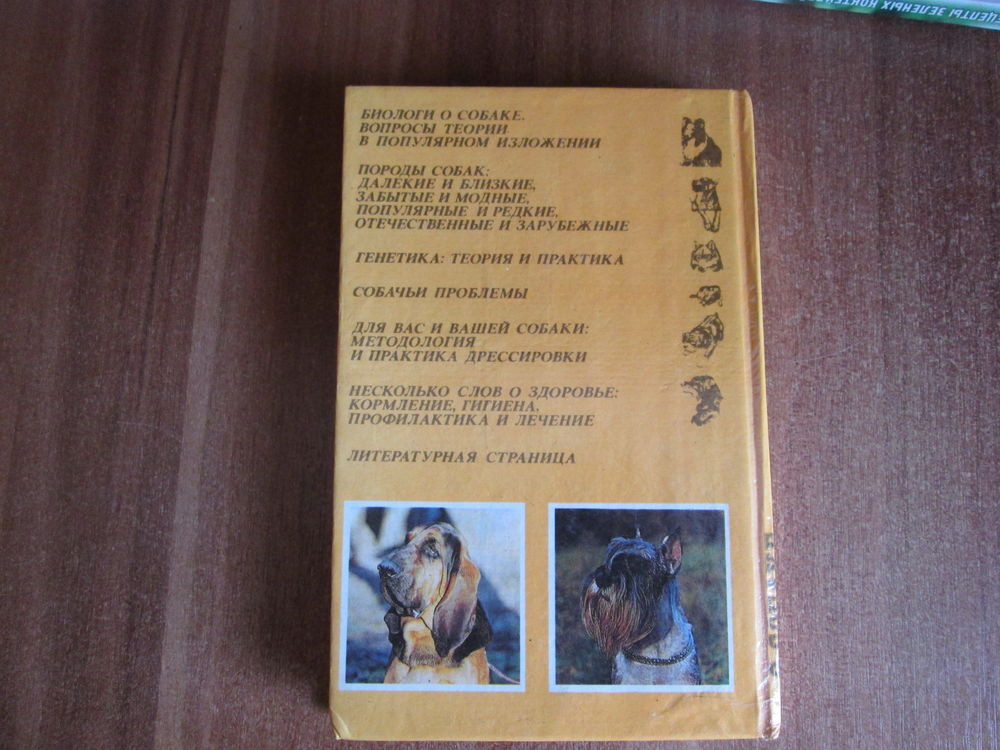 ЗЕЛЕНЫХ
БИОЛОГИ О СОБАКЕ.
ВОПРОСЫ ТЕОРИИ
В ПОПУЛЯРНОМ ИЗЛОЖЕНИИ
ПОРОДЫ СОБАК:
ДАЛЕКИЕ И БЛИЗКИЕ,
ЗАБЫТЫЕ И МОДНЫЕ,
ПОПУЛЯРНЫЕ И РЕДКИЕ,
ОТЕЧЕСТВЕННЫЕ И ЗАРУБЕЖНЫЕ
ГЕНЕТИКА: ТЕОРИЯ И ПРАКТИКА
СОБАЧЬИ ПРОБЛЕМЫ
ДЛЯ ВАС И ВАШЕЙ СОБАКИ:
МЕТОДОЛОГИЯ
И ПРАКТИКА ДРЕССИРОВКИ
НЕСКОЛЬКО СЛОВ О ЗДОРОВЬЕ:
КОРМЛЕНИЕ, ГИГИЕНА,
ПРОФИЛАКТИКА И ЛЕЧЕНИЕ
ЛИТЕРАТУРНАЯ СТРАНИЦА